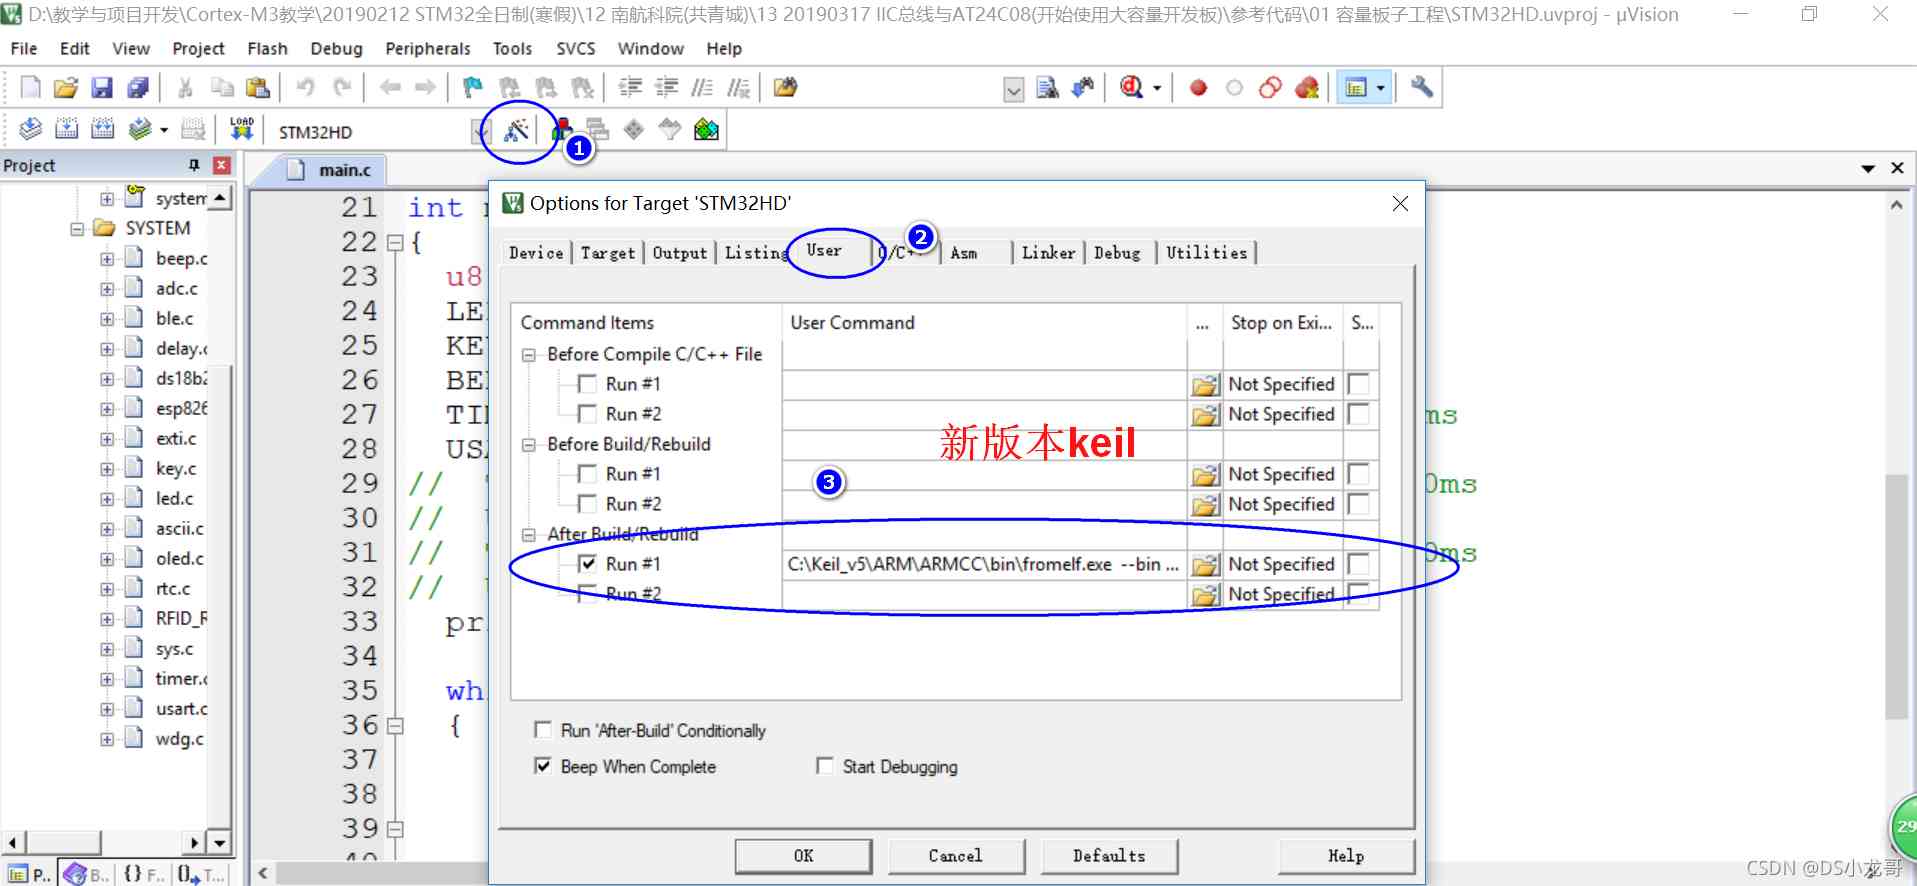 D:\教学与项目开发\Cortex-M3教学\20190212 STM32全日制(寒假)\12 南航科院(共青城)\13 20190317 IIC总线与AT24C08(开始使用大容量开发板)\参考代码\01 容量板子工程\STM32HD.uvproj - µVision
File Edit View Project Flash Debug Peripherals Tools SVCS Window Help
LOAD STM32HD
1
Project
main.c
system
SYSTEM
beep.c
adc.c
ble.c
delay.c
ds18b2
esp826
exti.c
key.c
led.c
ascii.c
oled.c
rtc.c
RFID_R
sys.c
timer.c
usart.c
wdg.c
P.. B.. {} F.. T...
21 int
22 {
23 u8
24 LE
25 KE
26 BE
27 TI
28 US
29 //
30 //
31 //
32 //
33 pr
34
35 wh
36 {
37
38
39
40
ms
0ms
0ms
Options for Target 'STM32HD'
2
Device Target Output Listing User C/C++ Asm Linker Debug Utilities
Command Items User Command ... Stop on Exi... S...
Before Compile C/C++ File
Run #1 Not Specified
Run #2 Not Specified
Before Build/Rebuild
新版本keil
Run #1 Not Specified
3
Run #2 Not Specified
After Build/Rebuild
Run #1 C:\Keil_v5\ARM\ARMCC\bin\fromelf.exe --bin ... Not Specified
Run #2 Not Specified
Run 'After-Build' Conditionally
Beep When Complete Start Debugging
OK Cancel Defaults Help
29
CSDN @DS小龙哥